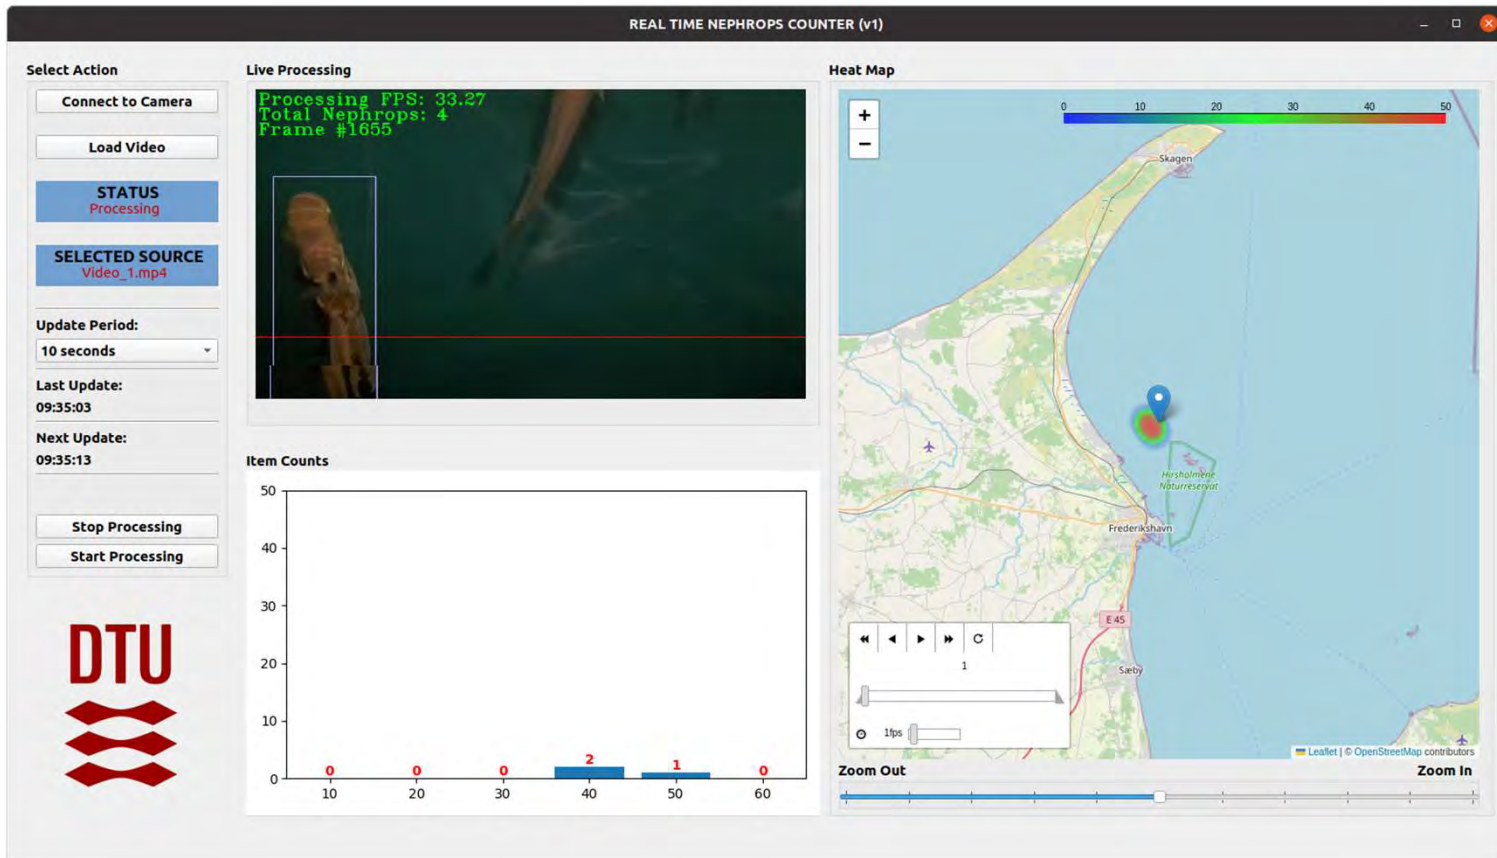 REAL TIME NEPHROPS COUNTER (v1)
Select Action
Connect to Camera
Load Video
STATUS
Processing
SELECTED SOURCE
Video_1.mp4
Update Period:
10 seconds
Last Update:
09:35:03
Next Update:
09:35:13
Stop Processing
Start Processing
DTU
Live Processing
Processing FPS: 33.27
Total Nephrops: 4
Frame #1655
Item Counts
50
40
30
20
10
0
0 0 0 2 1 0
10 20 30 40 50 60
Heat Map
+
−
0 10 20 30 40 50
Skagen
Hirsholmene
Naturreservat
Frederikshavn
E 45
Sæby
1
1fps
Leaflet | © OpenStreetMap contributors
Zoom Out
Zoom In